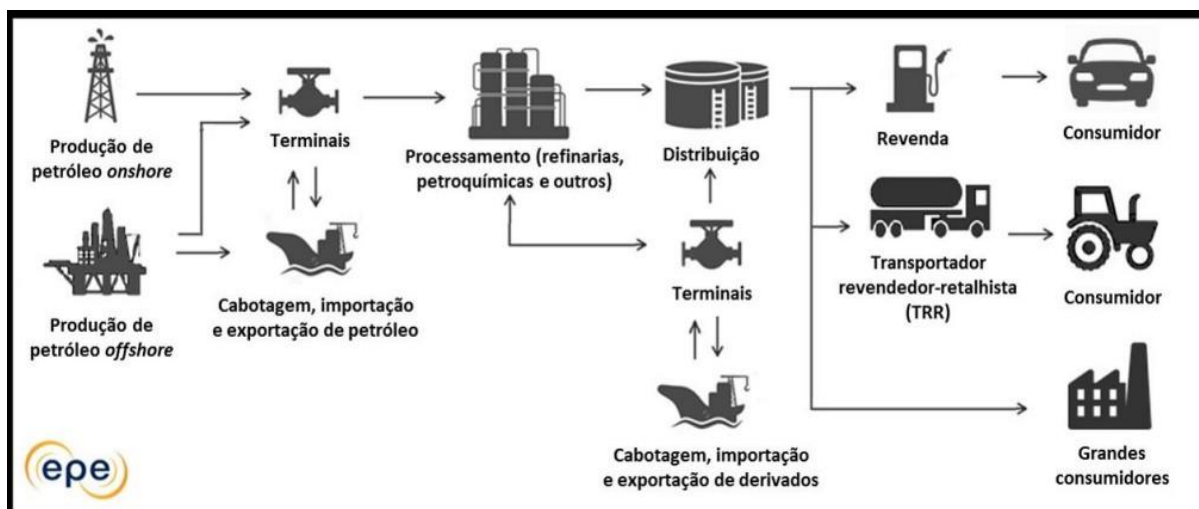 Produção de
petróleo onshore
Terminais
Processamento (refinarias,
petroquímicas e outros)
Distribuição
Revenda
Consumidor
Produção de
petróleo offshore
Cabotagem, importação
e exportação de petróleo
Terminais
Transportador
revendedor-retalhista
(TRR)
Consumidor
Cabotagem, importação
e exportação de derivados
Grandes
consumidores
epe